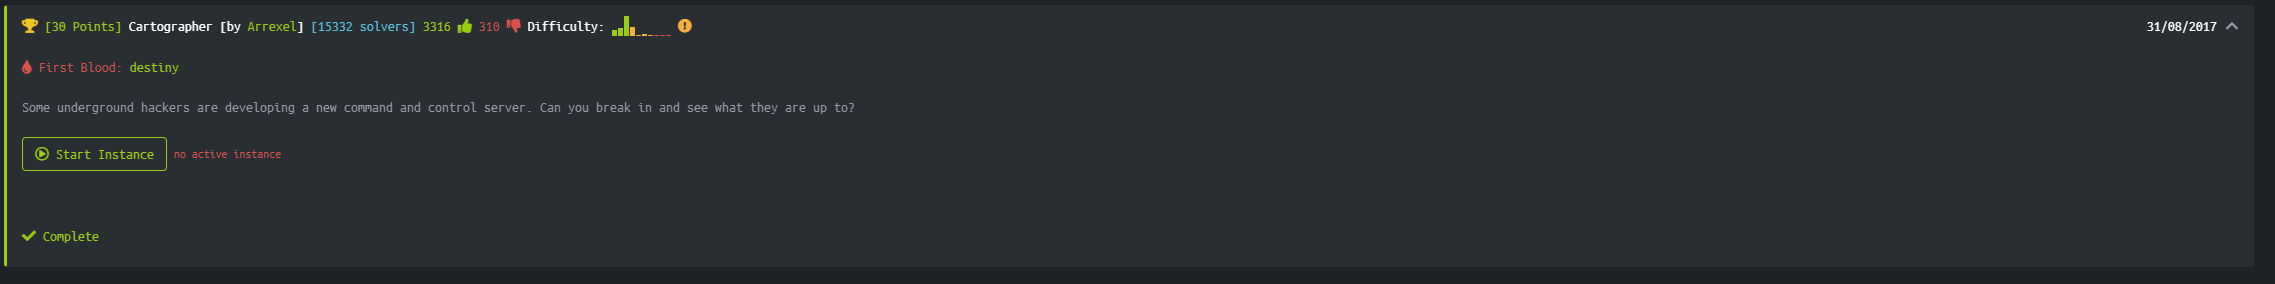 [30 Points] Cartographer [by Arrexel] [15332 solvers] 3316 310 Difficulty: 31/08/2017
First Blood: destiny
Some underground hackers are developing a new command and control server. Can you break in and see what they are up to?
Start Instance no active instance
Complete